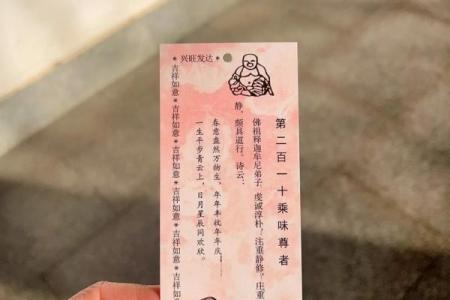 兴旺发达*
第二百一十乘味尊者
佛祖释迦牟尼弟子,虔诚淳朴,注重静修,庄重
静,颇具道行。诗云:
春意盎然万物生,年年丰收年年庆……
一生平步青云上,日月星辰同欢欣。
*吉祥如意*吉祥如意*吉祥如意*吉祥如意*吉祥如意*